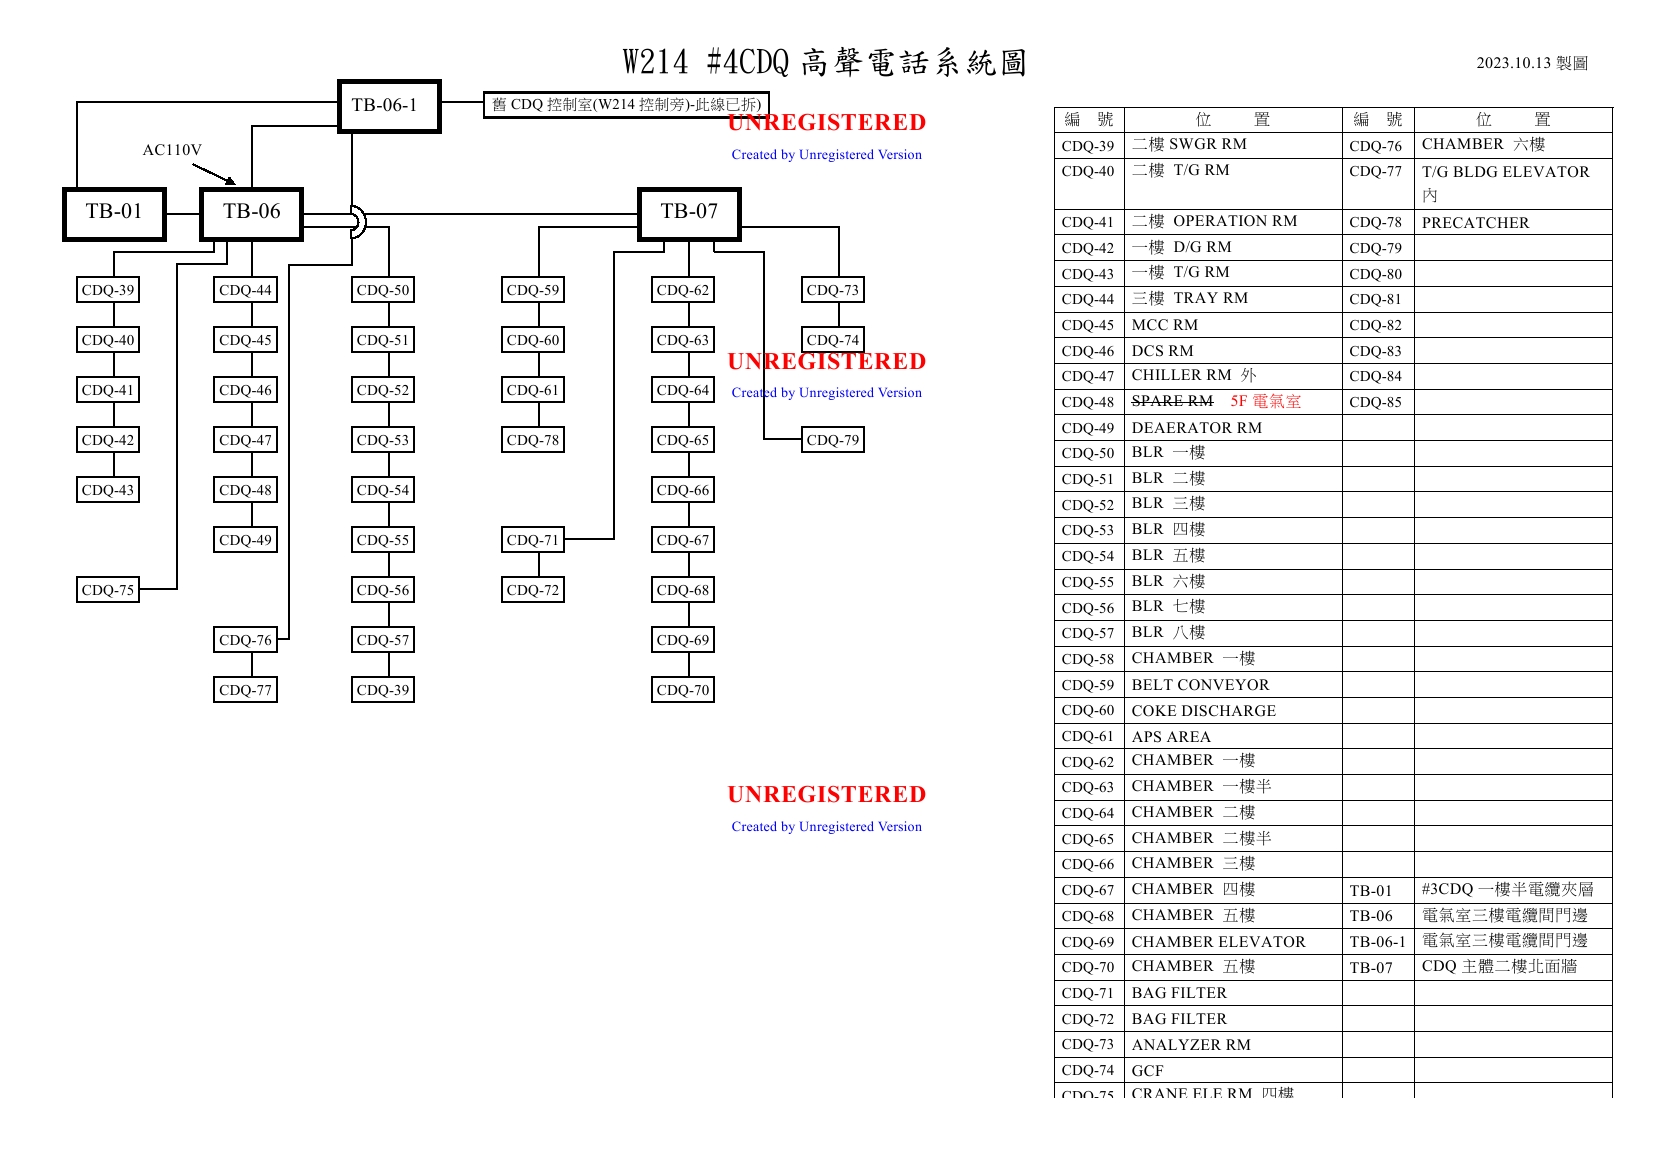 W214 #4CDQ 高聲電話系統圖
2023.10.13 製圖
TB-06-1
舊 CDQ 控制室(W214 控制旁)-此線已拆)
UNREGISTERED
Created by Unregistered Version
AC110V
TB-01
TB-06
TB-07
CDQ-39 CDQ-44 CDQ-50 CDQ-59 CDQ-62 CDQ-73
CDQ-40 CDQ-45 CDQ-51 CDQ-60 CDQ-63 CDQ-74
UNREGISTERED
CDQ-41 CDQ-46 CDQ-52 CDQ-61 CDQ-64
Created by Unregistered Version
CDQ-42 CDQ-47 CDQ-53 CDQ-78 CDQ-65 CDQ-79
CDQ-43 CDQ-48 CDQ-54 CDQ-66
CDQ-49 CDQ-55 CDQ-71 CDQ-67
CDQ-75 CDQ-56 CDQ-72 CDQ-68
CDQ-76 CDQ-57 CDQ-69
CDQ-77 CDQ-39 CDQ-70
UNREGISTERED
Created by Unregistered Version
編 號 位 置 編 號 位 置
CDQ-39 二樓 SWGR RM CDQ-76 CHAMBER 六樓
CDQ-40 二樓 T/G RM CDQ-77 T/G BLDG ELEVATOR
內
CDQ-41 二樓 OPERATION RM CDQ-78 PRECATCHER
CDQ-42 一樓 D/G RM CDQ-79
CDQ-43 一樓 T/G RM CDQ-80
CDQ-44 三樓 TRAY RM CDQ-81
CDQ-45 MCC RM CDQ-82
CDQ-46 DCS RM CDQ-83
CDQ-47 CHILLER RM 外 CDQ-84
CDQ-48 SPARE RM 5F 電氣室 CDQ-85
CDQ-49 DEAERATOR RM
CDQ-50 BLR 一樓
CDQ-51 BLR 二樓
CDQ-52 BLR 三樓
CDQ-53 BLR 四樓
CDQ-54 BLR 五樓
CDQ-55 BLR 六樓
CDQ-56 BLR 七樓
CDQ-57 BLR 八樓
CDQ-58 CHAMBER 一樓
CDQ-59 BELT CONVEYOR
CDQ-60 COKE DISCHARGE
CDQ-61 APS AREA
CDQ-62 CHAMBER 一樓
CDQ-63 CHAMBER 一樓半
CDQ-64 CHAMBER 二樓
CDQ-65 CHAMBER 二樓半
CDQ-66 CHAMBER 三樓
CDQ-67 CHAMBER 四樓 TB-01 #3CDQ 一樓半電纜夾層
CDQ-68 CHAMBER 五樓 TB-06 電氣室三樓電纜間門邊
CDQ-69 CHAMBER ELEVATOR TB-06-1 電氣室三樓電纜間門邊
CDQ-70 CHAMBER 五樓 TB-07 CDQ 主體二樓北面牆
CDQ-71 BAG FILTER
CDQ-72 BAG FILTER
CDQ-73 ANALYZER RM
CDQ-74 GCF
CDQ-75 CRANE ELE RM 四樓